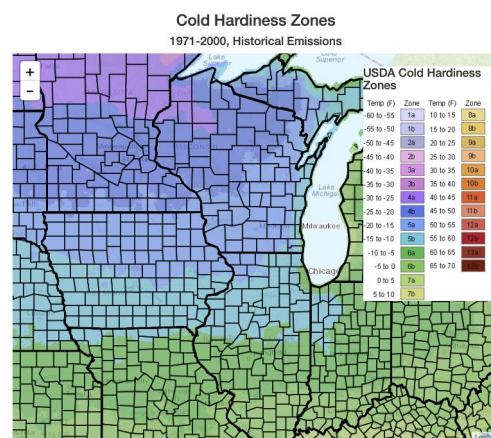 Cold Hardiness Zones
1971-2000, Historical Emissions
+
-
Lake
Superior
Lake
Superior
USDA Cold Hardiness
Zones
Temp (F) Zone Temp (F) Zone
-60 to -55 1a 10 to 15 8a
-55 to -50 1b 15 to 20 8b
-50 to -45 2a 20 to 25 9a
-45 to -40 2b 25 to 30 9b
-40 to -35 3a 30 to 35 10a
-35 to -30 3b 35 to 40 10b
-30 to -25 4a 40 to 45 11a
-25 to -20 4b 45 to 50 11b
-20 to -15 5a 50 to 55 12a
-15 to -10 5b 55 to 60 12b
-10 to -5 6a 60 to 65 13a
-5 to 0 6b 65 to 70
0 to 5 7a
5 to 10 7b
Lake
Michigan
Milwaukee
Chicago